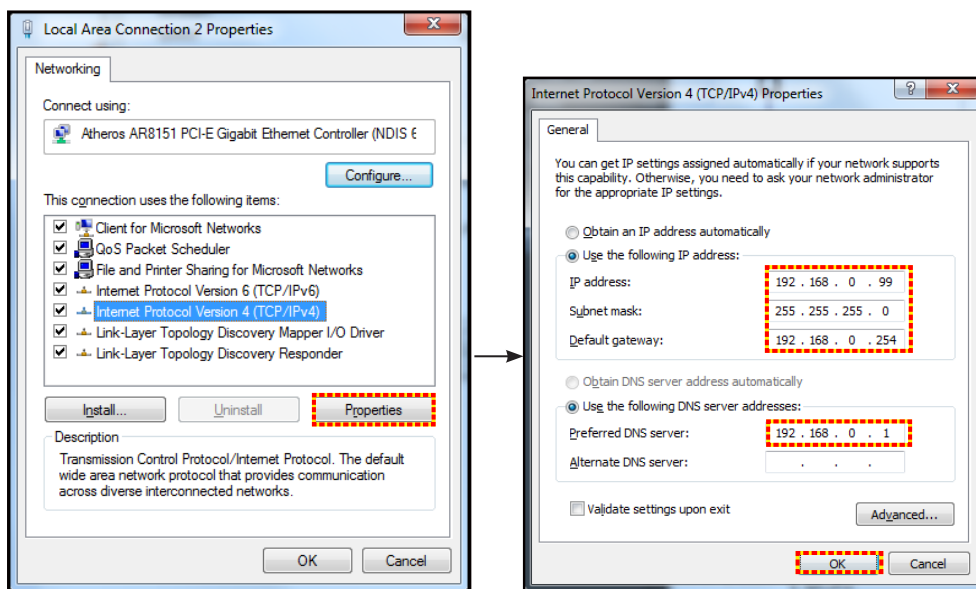 Local Area Connection 2 Properties
Networking
Connect using:
Atheros AR8151 PCI-E Gigabit Ethernet Controller (NDIS 6
Configure...
This connection uses the following items:
Client for Microsoft Networks
QoS Packet Scheduler
File and Printer Sharing for Microsoft Networks
Internet Protocol Version 6 (TCP/IPv6)
Internet Protocol Version 4 (TCP/IPv4)
Link-Layer Topology Discovery Mapper I/O Driver
Link-Layer Topology Discovery Responder
Install...
Uninstall
Properties
Description
Transmission Control Protocol/Internet Protocol. The default
wide area network protocol that provides communication
across diverse interconnected networks.
OK
Cancel
Internet Protocol Version 4 (TCP/IPv4) Properties
General
You can get IP settings assigned automatically if your network supports
this capability. Otherwise, you need to ask your network administrator
for the appropriate IP settings.
Obtain an IP address automatically
Use the following IP address:
IP address: 192 . 168 . 0 . 99
Subnet mask: 255 . 255 . 255 . 0
Default gateway: 192 . 168 . 0 . 254
Obtain DNS server address automatically
Use the following DNS server addresses:
Preferred DNS server: 192 . 168 . 0 . 1
Alternate DNS server: . . .
Validate settings upon exit
Advanced...
OK
Cancel